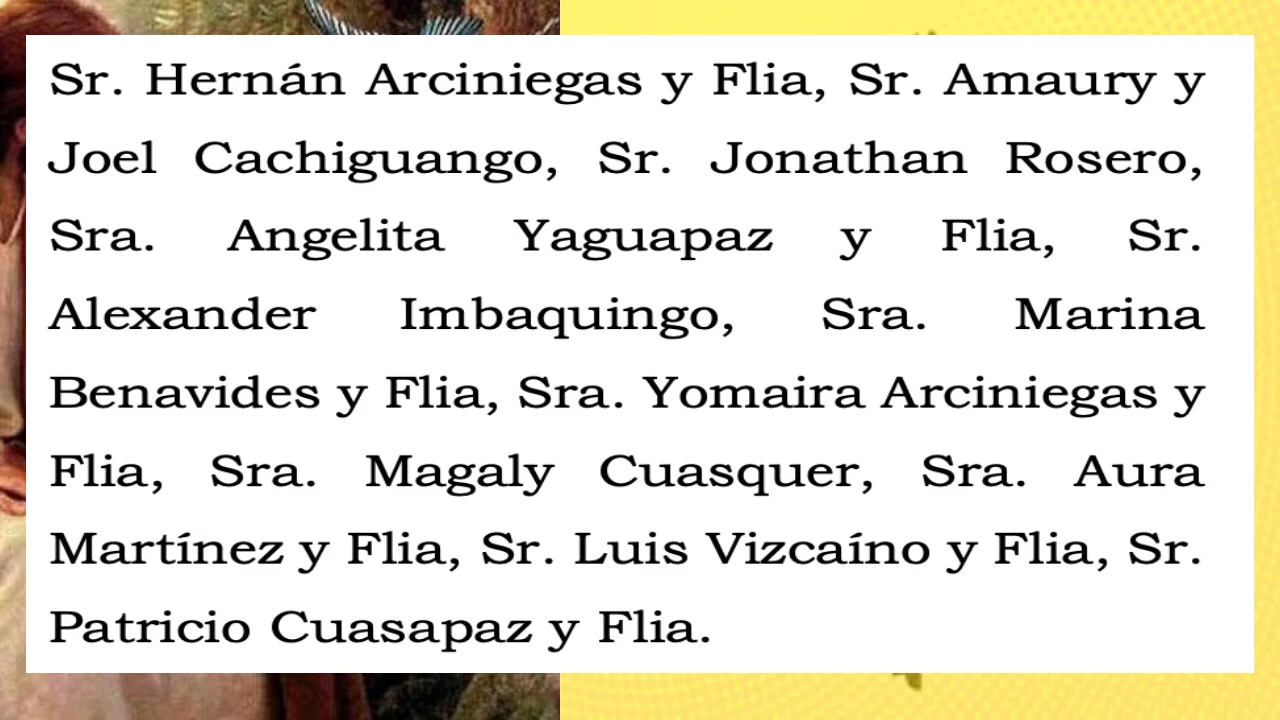 Sr. Hernán Arciniegas y Flia, Sr. Amaury y
Joel Cachiguango, Sr. Jonathan Rosero,
Sra. Angelita Yaguapaz y Flia, Sr.
Alexander Imbaquingo, Sra. Marina
Benavides y Flia, Sra. Yomaira Arciniegas y
Flia, Sra. Magaly Cuasquer, Sra. Aura
Martínez y Flia, Sr. Luis Vizcaíno y Flia, Sr.
Patricio Cuasapaz y Flia.